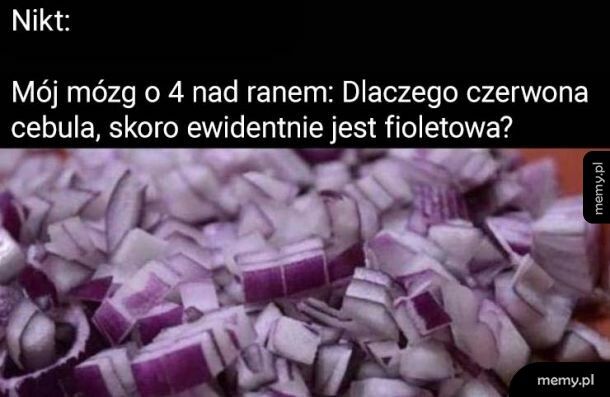 Nikt:
Mój mózg o 4 nad ranem: Dlaczego czerwona
cebula, skoro ewidentnie jest fioletowa?
memy.pl
memy.pl